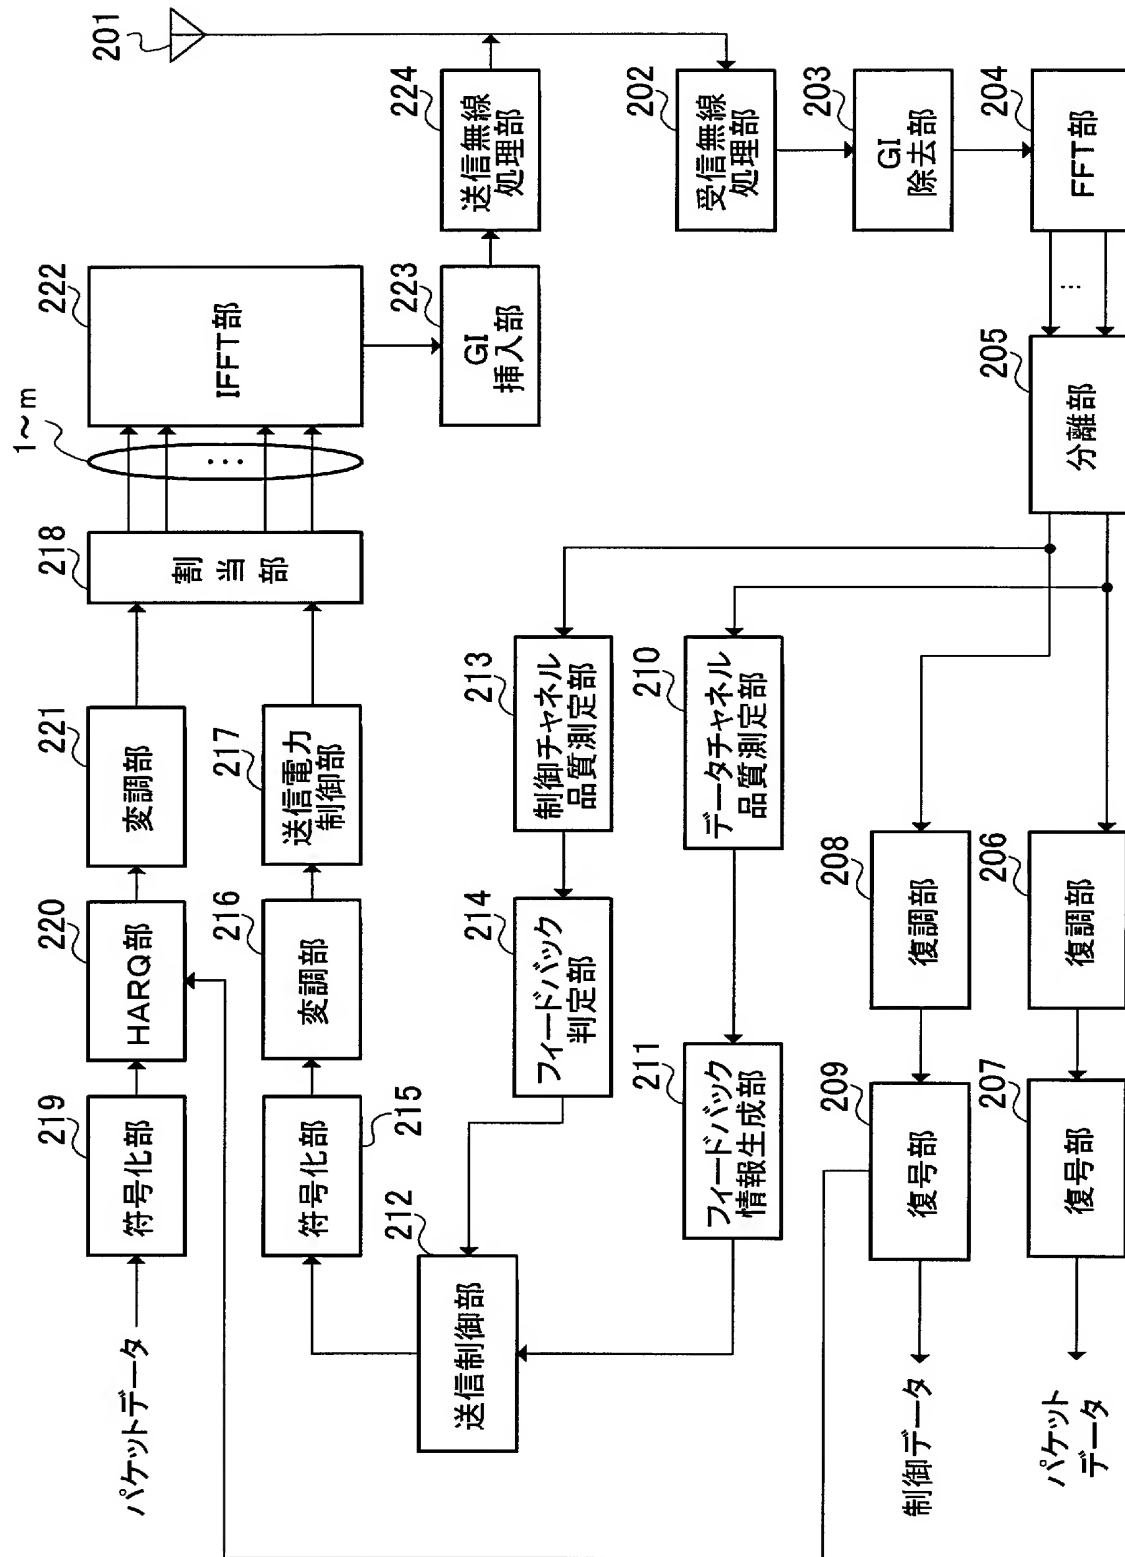 パケットデータ
219
符号化部
220
HARQ部
221
変調部
218
割
当
部
1~m
222
IFFT部
201
215
符号化部
216
変調部
217
送信電力
制御部
223
GI
挿入部
224
送信無線
処理部
212
送信制御部
214
フィードバック
判定部
213
制御チャネル
品質測定部
211
フィードバック
情報生成部
210
データチャネル
品質測定部
202
受信無線
処理部
203
GI
除去部
204
FFT部
205
分離部
制御データ
209
復号部
208
復調部
パケット
データ
207
復号部
206
復調部